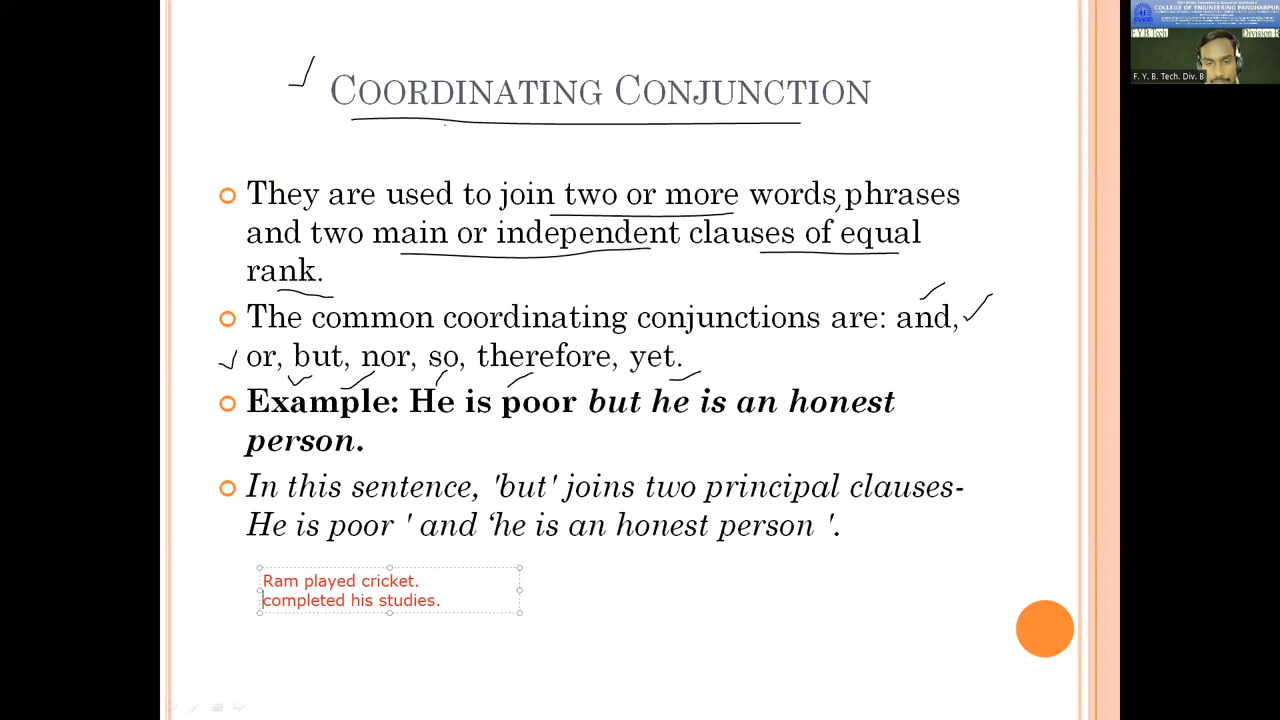 COORDINATING CONJUNCTION
They are used to join two or more words,phrases
and two main or independent clauses of equal
rank.
The common coordinating conjunctions are: and,
or, but, nor, so, therefore, yet.
Example: He is poor but he is an honest
person.
In this sentence, 'but' joins two principal clauses-
He is poor ' and ‘he is an honest person '.
Ram played cricket.
completed his studies.
COLLEGE OF ENGINEERING PANDHARPUR
F.Y.B.Tech Division B
F. Y. B. Tech. Div. B